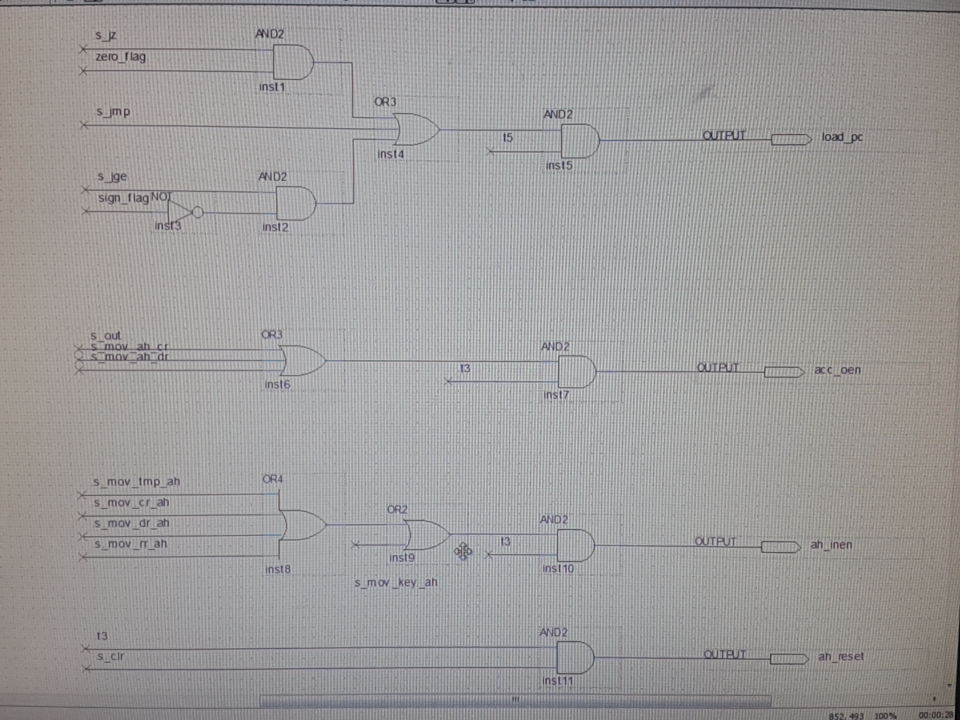 s_jz
AND2
zero_flag
inst1
s_jmp
OR3
inst4
AND2
t5
inst5
OUTPUT
load_pc
s_jge
AND2
sign_flag
NOT
inst3
inst2
s_out
OR3
s_mov_ah_cr
s_mov_ah_dr
inst6
AND2
t3
inst7
OUTPUT
acc_oen
s_mov_tmp_ah
OR4
s_mov_cr_ah
s_mov_dr_ah
s_mov_rr_ah
inst8
OR2
inst9
s_mov_key_ah
AND2
t3
inst10
OUTPUT
ah_inen
t3
AND2
s_clr
inst11
OUTPUT
ah_reset
852, 493 100% 00:00:28